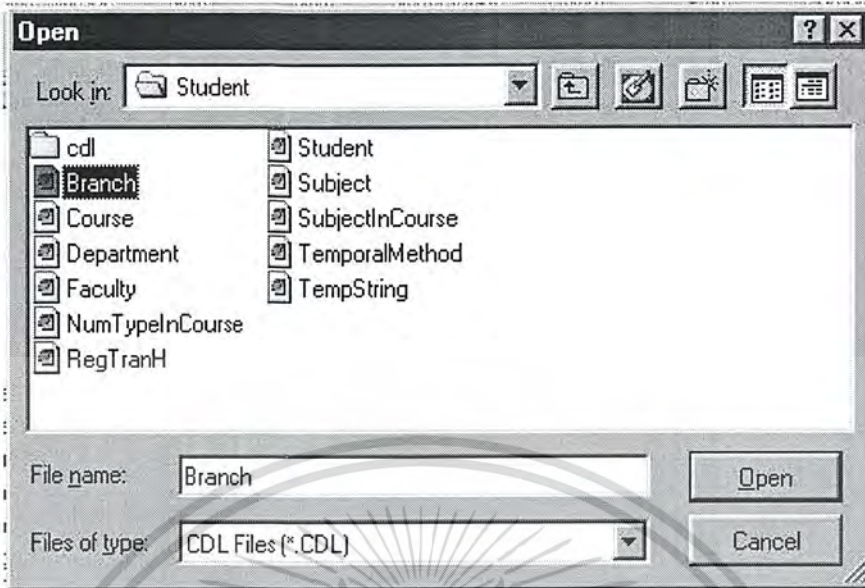 Open
Look in: Student
cdl
Branch
Course
Department
Faculty
NumTypeInCourse
RegTranH
Student
Subject
SubjectInCourse
TemporalMethod
TempString
File name: Branch Open
Files of type: CDL Files (*.CDL) Cancel